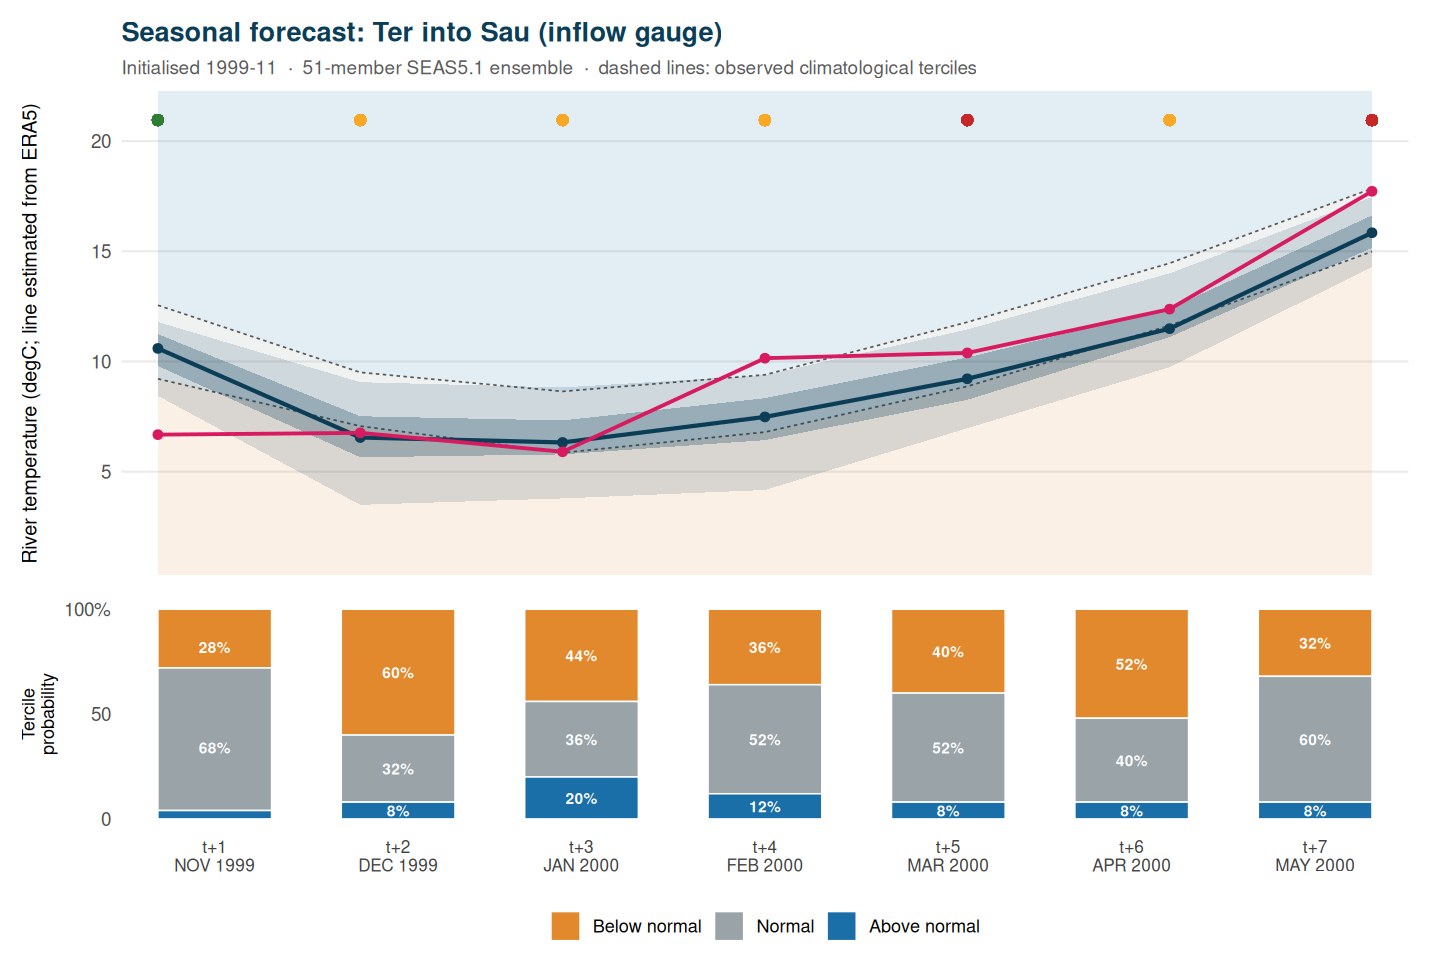 Seasonal forecast: Ter into Sau (inflow gauge)
Initialised 1999-11 · 51-member SEAS5.1 ensemble · dashed lines: observed climatological terciles
River temperature (degC; line estimated from ERA5)
20
15
10
5
Tercile
probability
100%
50
0
28%
68%
60%
32%
8%
44%
36%
20%
36%
52%
12%
40%
52%
8%
52%
40%
8%
32%
60%
8%
t+1
NOV 1999
t+2
DEC 1999
t+3
JAN 2000
t+4
FEB 2000
t+5
MAR 2000
t+6
APR 2000
t+7
MAY 2000
Below normal
Normal
Above normal